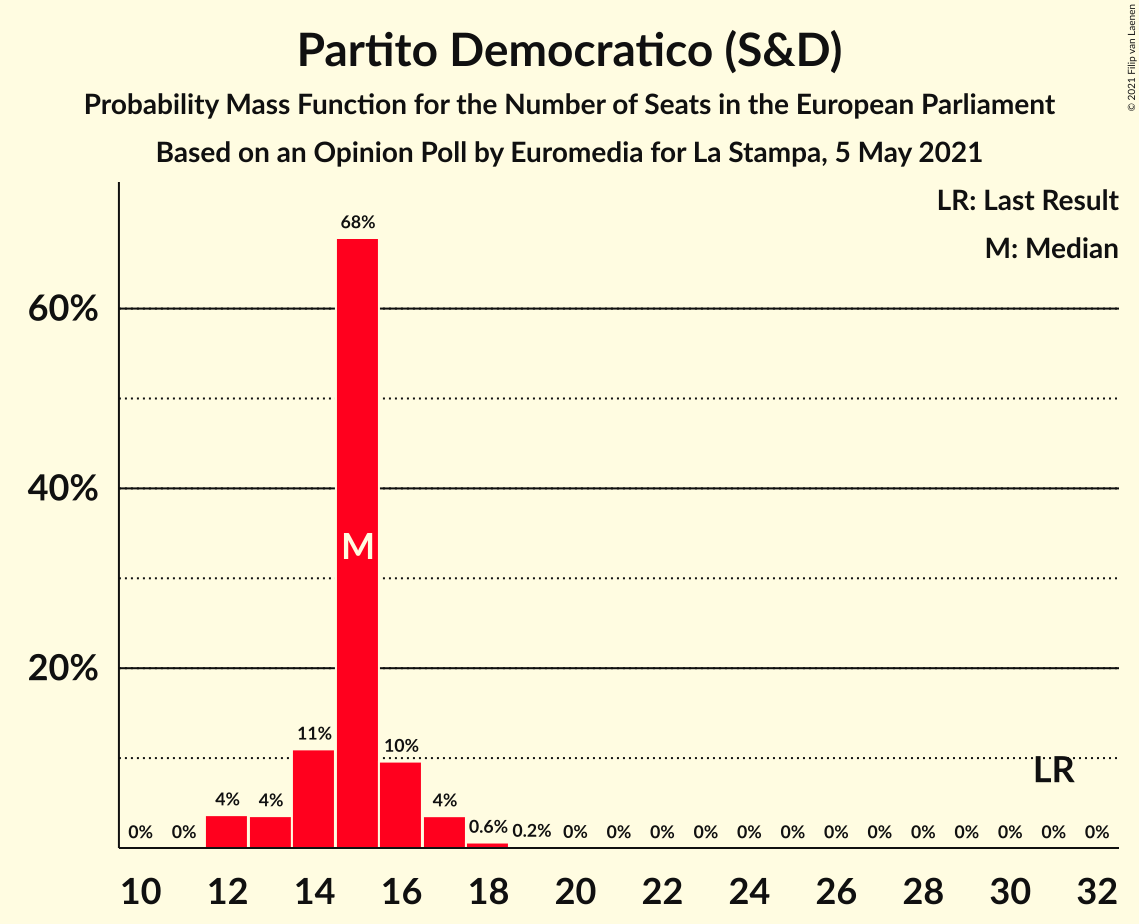 Partito Democratico (S&D)
Probability Mass Function for the Number of Seats in the European Parliament
Based on an Opinion Poll by Euromedia for La Stampa, 5 May 2021
© 2021 Filip van Laenen
LR: Last Result
M: Median
60%
40%
20%
0% 0% 4% 4% 11% 68% 10% 4% 0.6% 0.2% 0% 0% 0% 0% 0% 0% 0% 0% 0% 0% 0% 0% 0%
M
LR
10 12 14 16 18 20 22 24 26 28 30 32